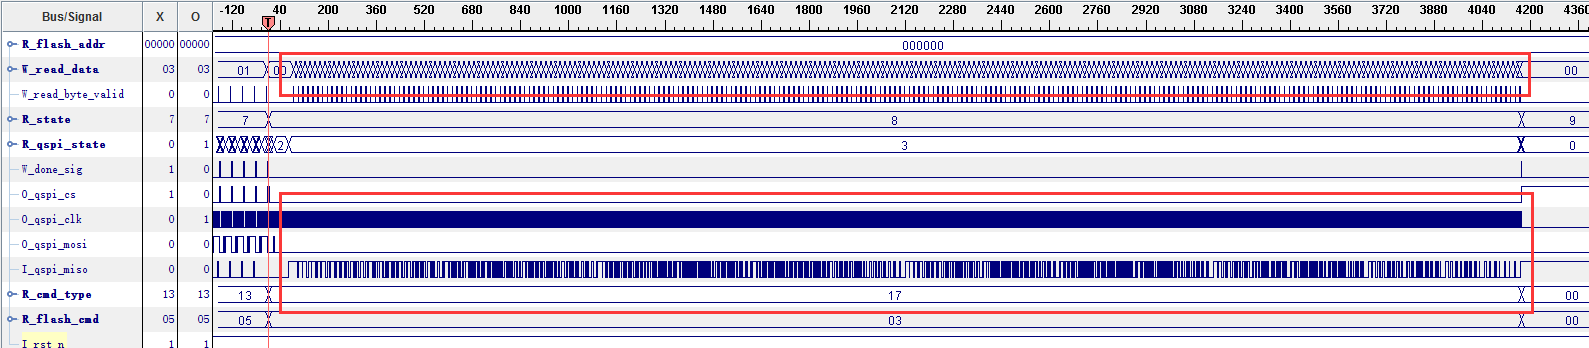 Bus/Signal X O -120 40 200 360 520 680 840 1000 1160 1320 1480 1640 1800 1960 2120 2280 2440 2600 2760 2920 3080 3240 3400 3560 3720 3880 4040 4200 4360
T
R_flash_addr 00000 00000 000000
W_read_data 03 03 01 00 00
W_read_byte_valid 0 0
R_state 7 7 7 8 9
R_qspi_state 0 1 2 3 0
W_done_sig 1 0
O_qspi_cs 1 0
O_qspi_clk 0 1
O_qspi_mosi 0 0
I_qspi_miso 0 0
R_cmd_type 13 13 13 17 00
R_flash_cmd 05 05 05 03 00
I_rst_n 1 1